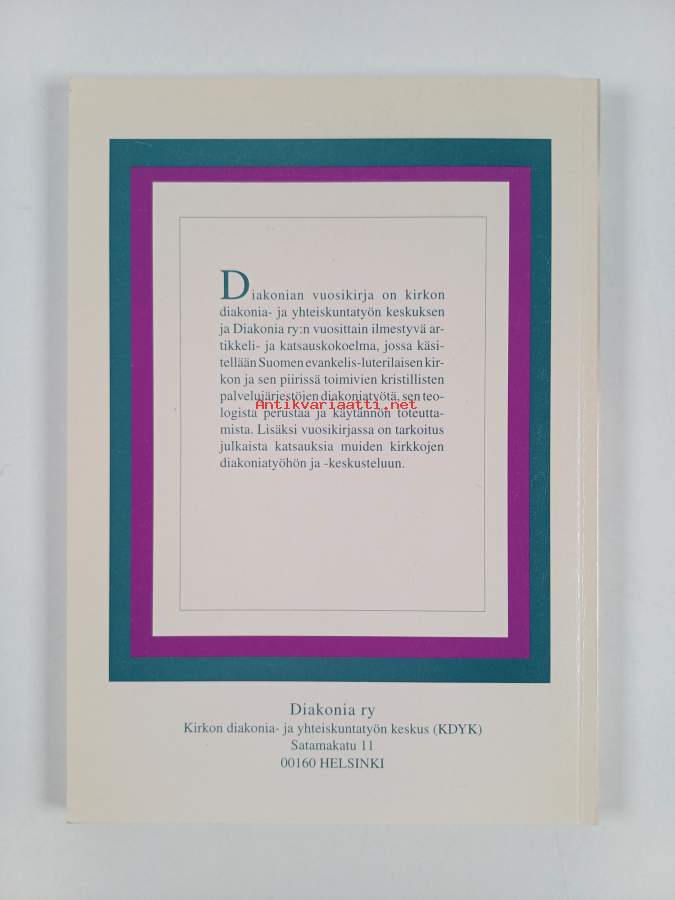 Diakonian vuosikirja on kirkon
diakonia- ja yhteiskuntatyön keskuksen
ja Diakonia ry:n vuosittain ilmestyvä ar-
tikkeli- ja katsauskokoelma, jossa käsi-
tellään Suomen evankelis-luterilaisen kir-
kon ja sen piirissä toimivien kristillisten
palvelujärjestöjen diakoniatyötä, sen teo-
Antikvariaatti.net
logista perustaa ja käytännön toteutta-
mista. Lisäksi vuosikirjassa on tarkoitus
julkaista katsauksia muiden kirkkojen
diakoniatyöhön ja -keskusteluun.
Diakonia ry
Kirkon diakonia- ja yhteiskuntatyön keskus (KDYK)
Satamakatu 11
00160 HELSINKI